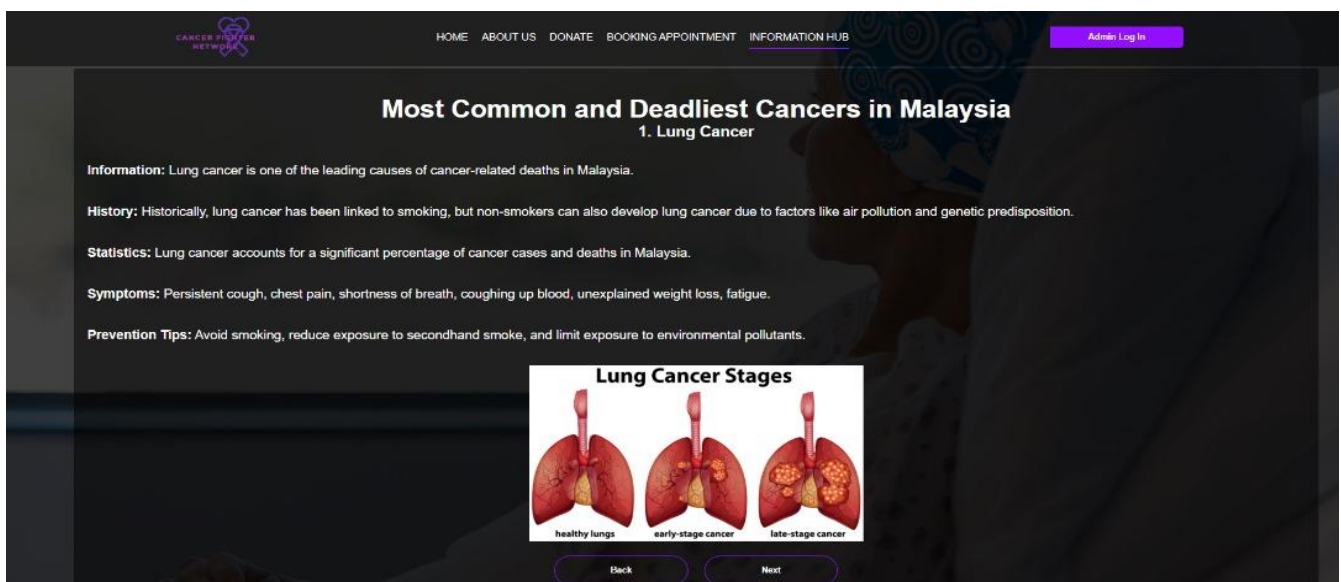 CANCER FIGHTER
NETWORK
HOME ABOUT US DONATE BOOKING APPOINTMENT INFORMATION HUB
Admin Log In
Most Common and Deadliest Cancers in Malaysia
1. Lung Cancer
Information: Lung cancer is one of the leading causes of cancer-related deaths in Malaysia.
History: Historically, lung cancer has been linked to smoking, but non-smokers can also develop lung cancer due to factors like air pollution and genetic predisposition.
Statistics: Lung cancer accounts for a significant percentage of cancer cases and deaths in Malaysia.
Symptoms: Persistent cough, chest pain, shortness of breath, coughing up blood, unexplained weight loss, fatigue.
Prevention Tips: Avoid smoking, reduce exposure to secondhand smoke, and limit exposure to environmental pollutants.
Lung Cancer Stages
healthy lungs early-stage cancer late-stage cancer
Back Next